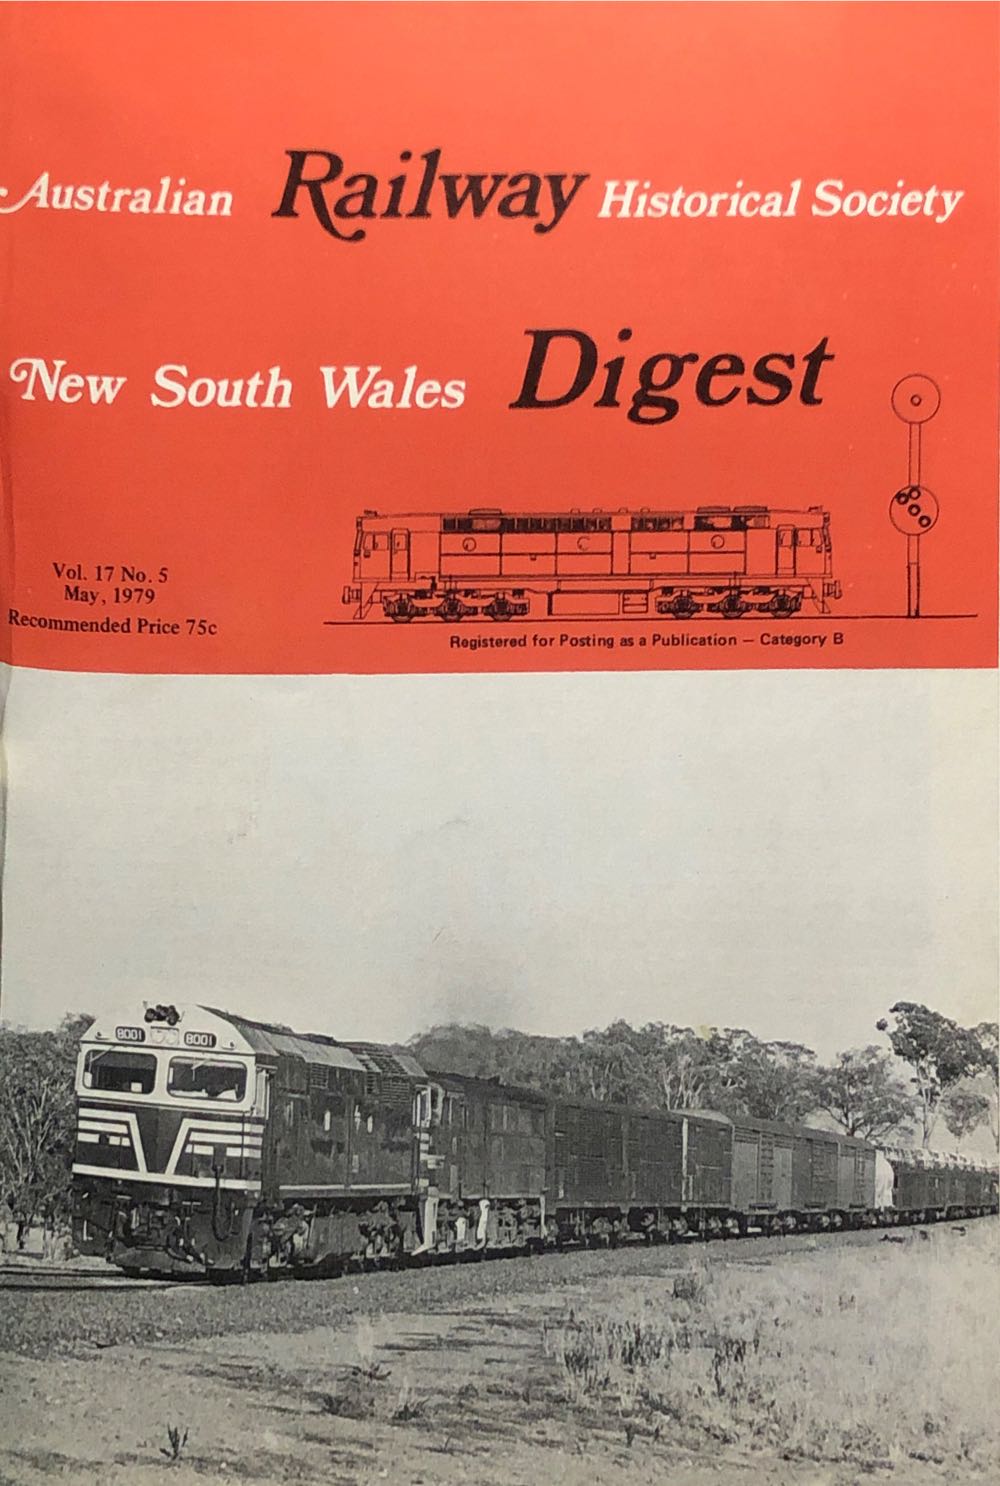 Australian Railway Historical Society
New South Wales Digest
Vol. 17 No. 5
May, 1979
Recommended Price 75c
Registered for Posting as a Publication — Category B
8001 8001